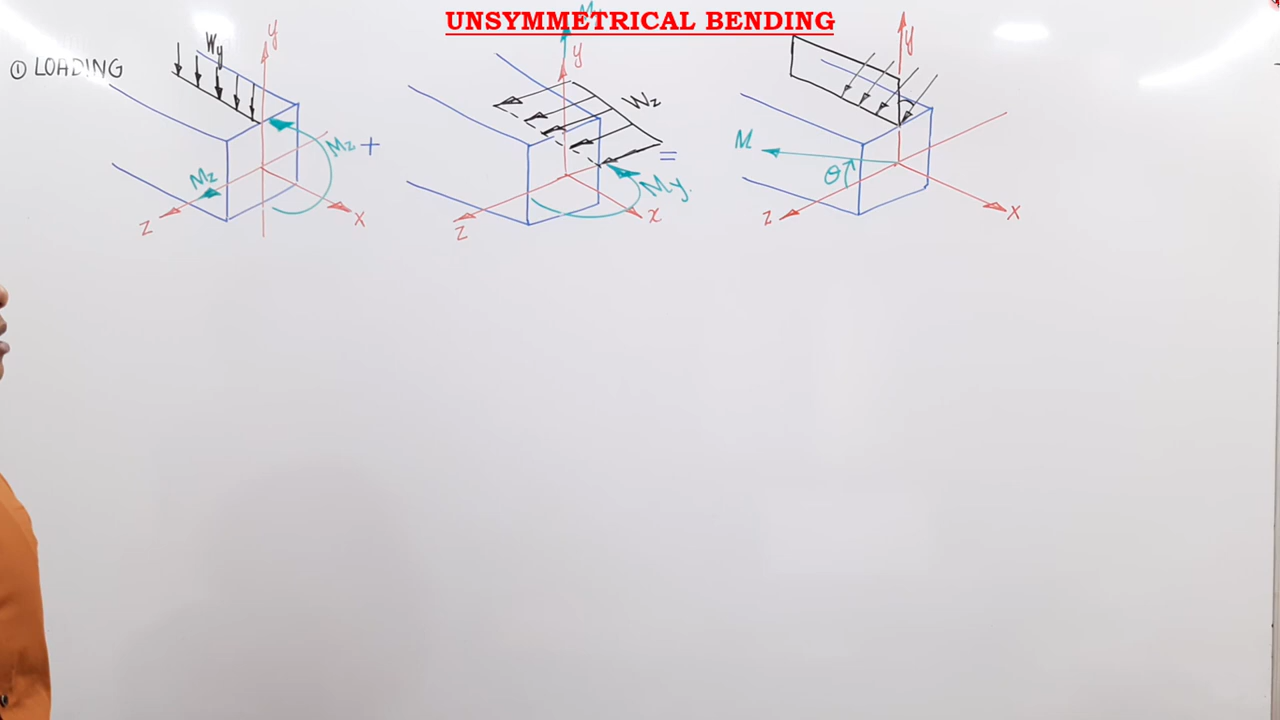 UNSYMMETRICAL BENDING
① LOADING
Wy
y
Mz
Mz
z
x
+
M
y
Wz
My.
z
x
=
y
M
θ
z
x